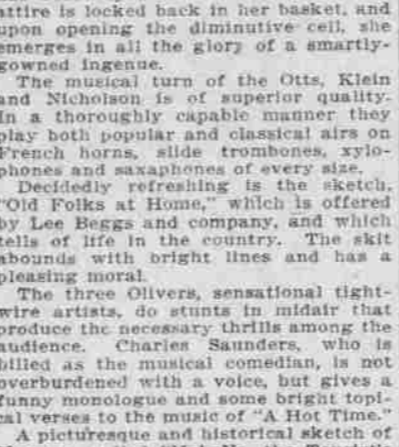 attire is locked back in her basket, and
upon opening the diminutive cell, she
emerges in all the glory of a smartly-
gowned ingenue.
The musical turn of the Otts, Klein
and Nicholson is of superior quality.
In a thoroughly capable manner they
play both popular and classical airs on
French horns, slide trombones, xylo-
phones and saxaphones of every size.
Decidedly refreshing is the sketch,
"Old Folks at Home," which is offered
by Lee Beggs and company, and which
tells of life in the country. The skit
abounds with bright lines and has a
pleasing moral.
The three Olivers, sensational tight-
wire artists, do stunts in midair that
produce the necessary thrills among the
audience. Charles Saunders, who is
billed as the musical comedian, is not
overburdened with a voice, but gives a
funny monologue and some bright topi-
cal verses to the music of "A Hot Time."
A picturesque and historical sketch of